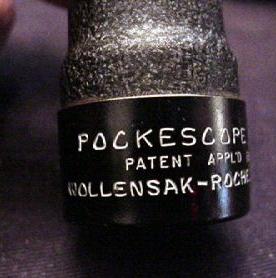 POCKESCOPE
PATENT APPL'D
WOLLENSAK-ROCHE